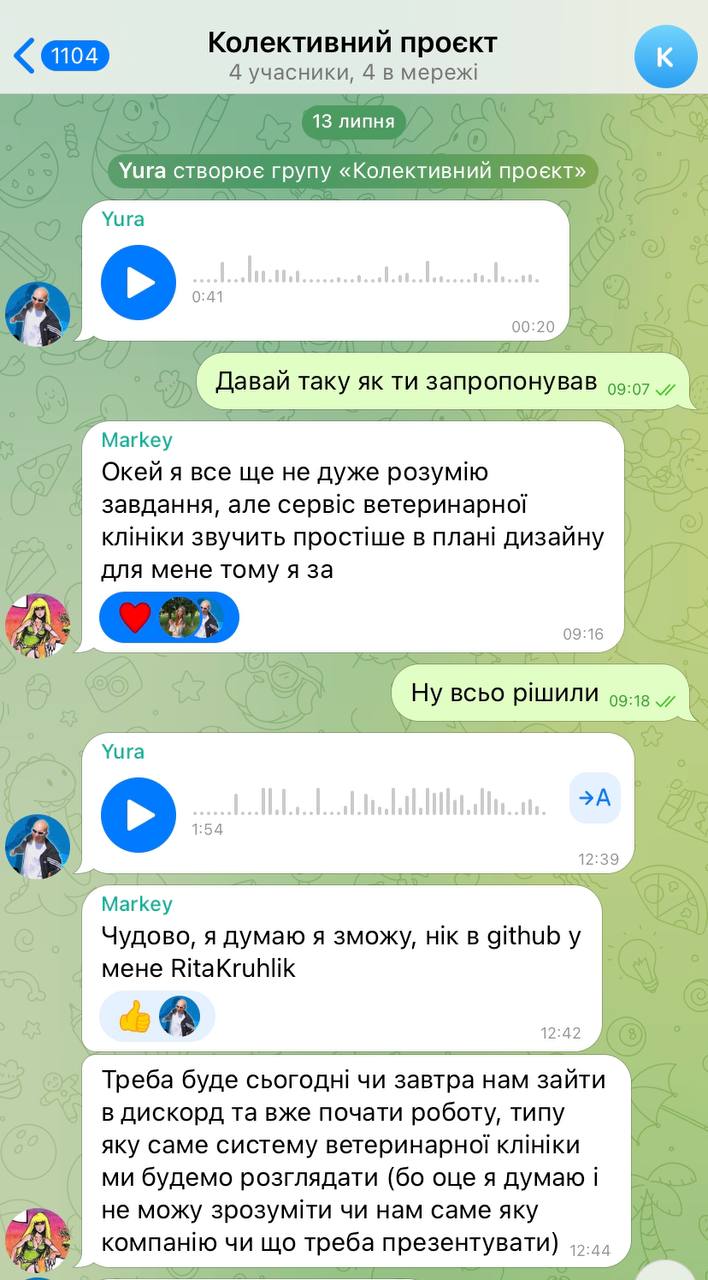 1104
Колективний проєкт
4 учасники, 4 в мережі
К
13 липня
Yura створює групу «Колективний проєкт»
Yura
0:41
00:20
Давай таку як ти запропонував 09:07
Markey
Окей я все ще не дуже розумію
завдання, але сервіс ветеринарної
клініки звучить простіше в плані дизайну
для мене тому я за
09:16
Ну всьо рішили 09:18
Yura
→A
1:54
12:39
Markey
Чудово, я думаю я зможу, нік в github у
мене RitaKruhlik
12:42
Треба буде сьогодні чи завтра нам зайти
в дискорд та вже почати роботу, типу
яку саме систему ветеринарної клініки
ми будемо розглядати (бо оце я думаю і
не можу зрозуміти чи нам саме яку
компанію чи що треба презентувати) 12:44